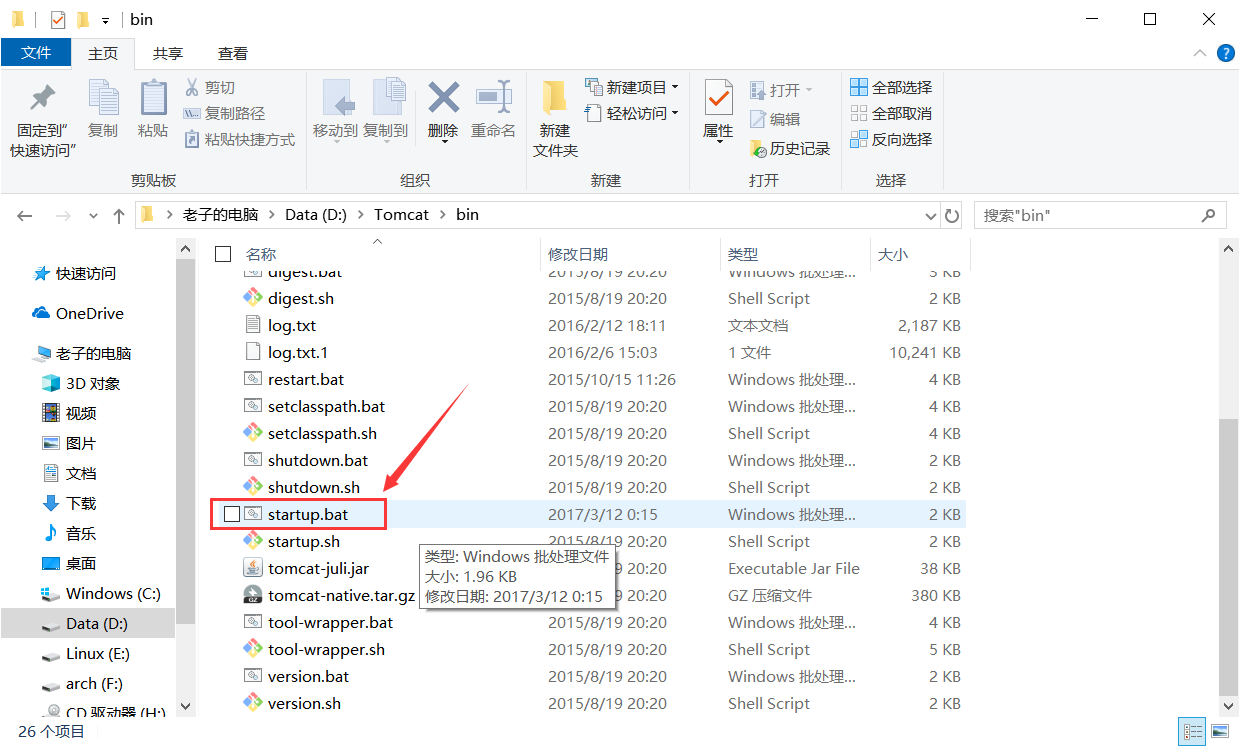 bin
文件 主页 共享 查看
固定到"快速访问" 复制 粘贴 剪切 复制路径 粘贴快捷方式
移动到 复制到 删除 重命名
新建文件夹 新建项目 轻松访问
属性 打开 编辑 历史记录
全部选择 全部取消 反向选择
剪贴板 组织 新建 打开 选择
老子的电脑 Data (D:) Tomcat bin
搜索"bin"
快速访问
OneDrive
老子的电脑
3D 对象
视频
图片
文档
下载
音乐
桌面
Windows (C:)
Data (D:)
Linux (E:)
arch (F:)
CD 驱动器 (H:)
名称 修改日期 类型 大小
digest.bat 2015/8/19 20:20 Windows 批处理... 3 KB
digest.sh 2015/8/19 20:20 Shell Script 2 KB
log.txt 2016/2/12 18:11 文本文档 2,187 KB
log.txt.1 2016/2/6 15:03 1 文件 10,241 KB
restart.bat 2015/10/15 11:26 Windows 批处理... 4 KB
setclasspath.bat 2015/8/19 20:20 Windows 批处理... 4 KB
setclasspath.sh 2015/8/19 20:20 Shell Script 4 KB
shutdown.bat 2015/8/19 20:20 Windows 批处理... 2 KB
shutdown.sh 2015/8/19 20:20 Shell Script 2 KB
startup.bat 2017/3/12 0:15 Windows 批处理... 2 KB
startup.sh 2015/8/19 20:20 Shell Script 2 KB
tomcat-juli.jar 9 20:20 Executable Jar File 38 KB
tomcat-native.tar.gz 9 20:20 GZ 压缩文件 380 KB
tool-wrapper.bat 2015/8/19 20:20 Windows 批处理... 4 KB
tool-wrapper.sh 2015/8/19 20:20 Shell Script 5 KB
version.bat 2015/8/19 20:20 Windows 批处理... 2 KB
version.sh 2015/8/19 20:20 Shell Script 2 KB
类型: Windows 批处理文件
大小: 1.96 KB
修改日期: 2017/3/12 0:15
26 个项目